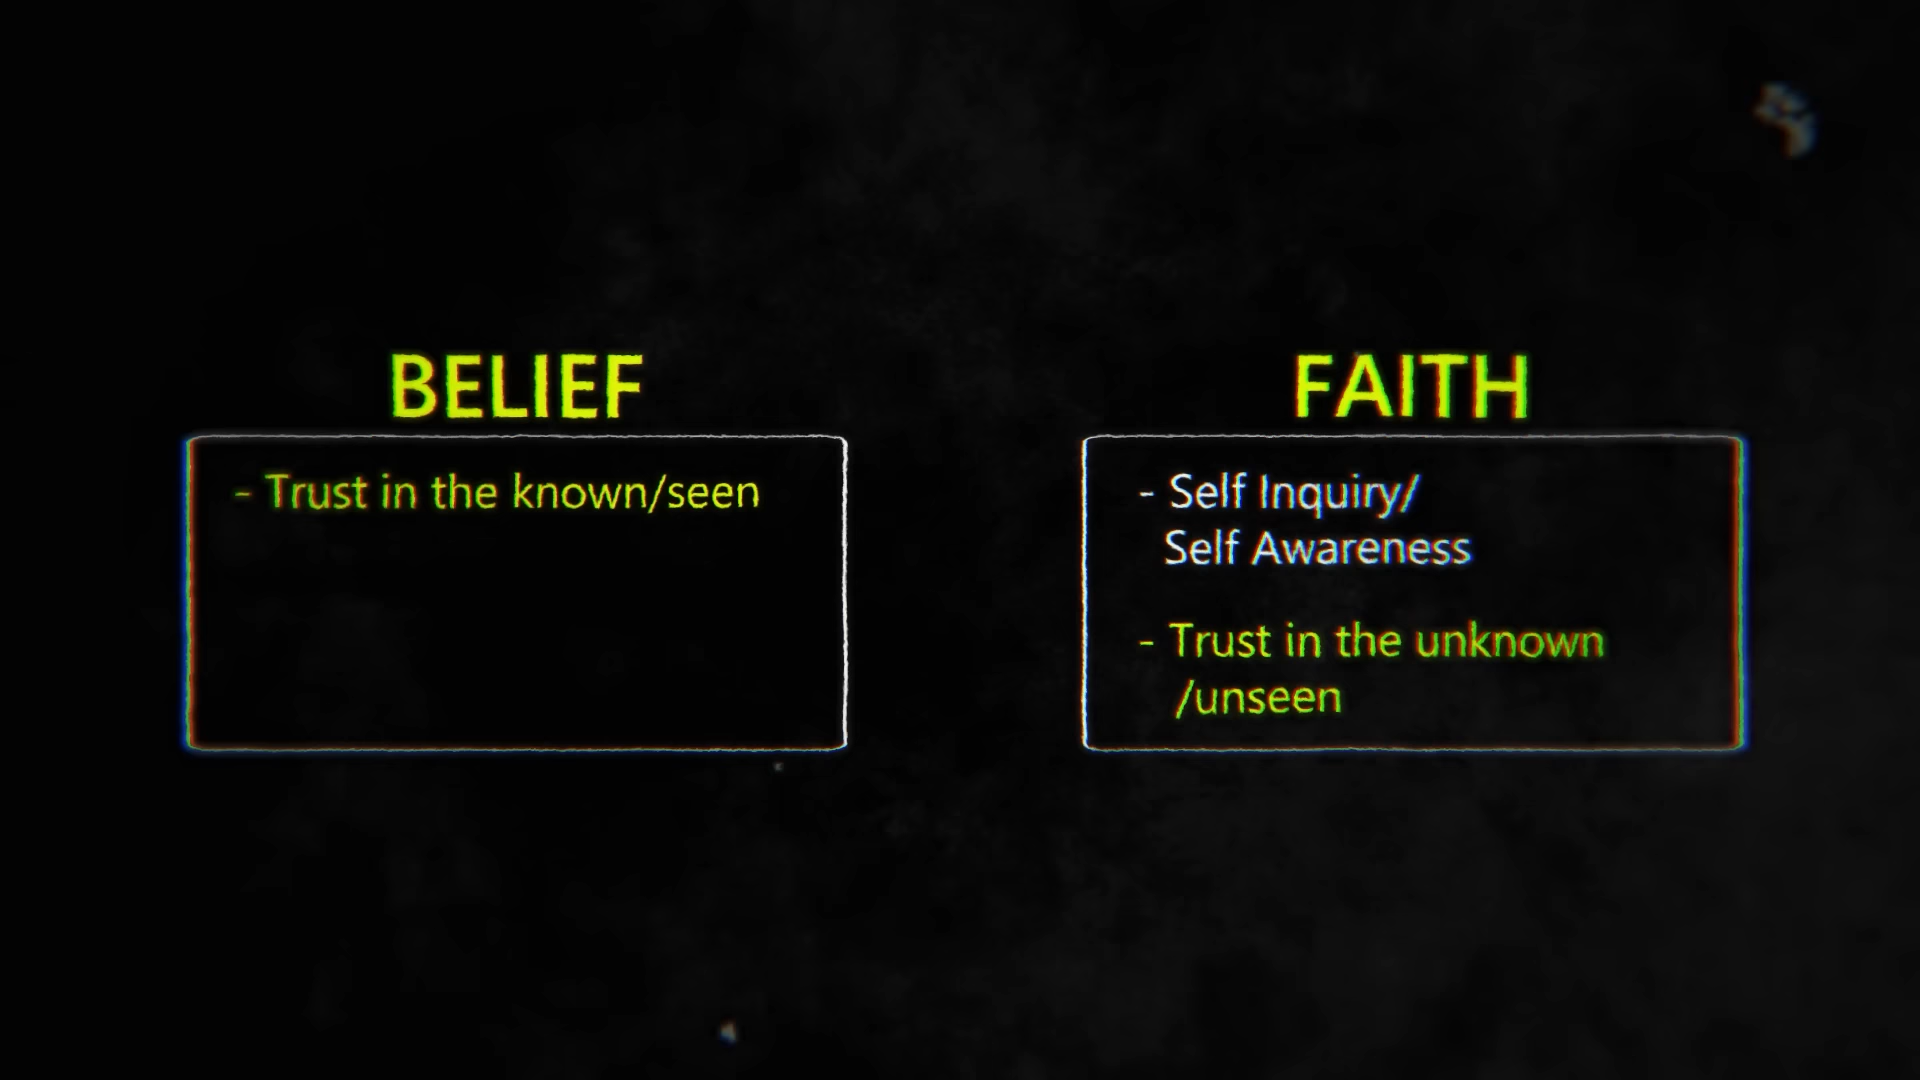 BELIEF
- Trust in the known/seen
FAITH
- Self Inquiry/
Self Awareness
- Trust in the unknown
/unseen